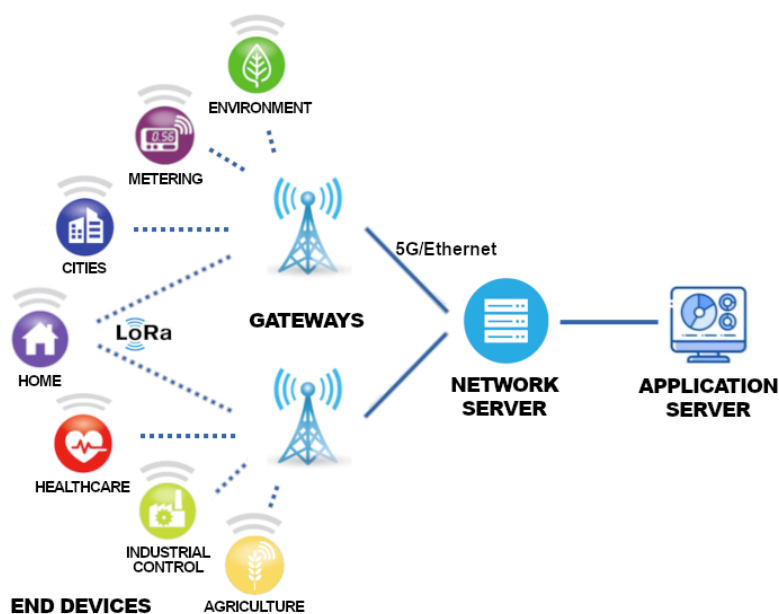 ENVIRONMENT
0.56
METERING
CITIES
5G/Ethernet
GATEWAYS
LoRa
HOME
NETWORK
SERVER
APPLICATION
SERVER
HEALTHCARE
INDUSTRIAL
CONTROL
AGRICULTURE
END DEVICES